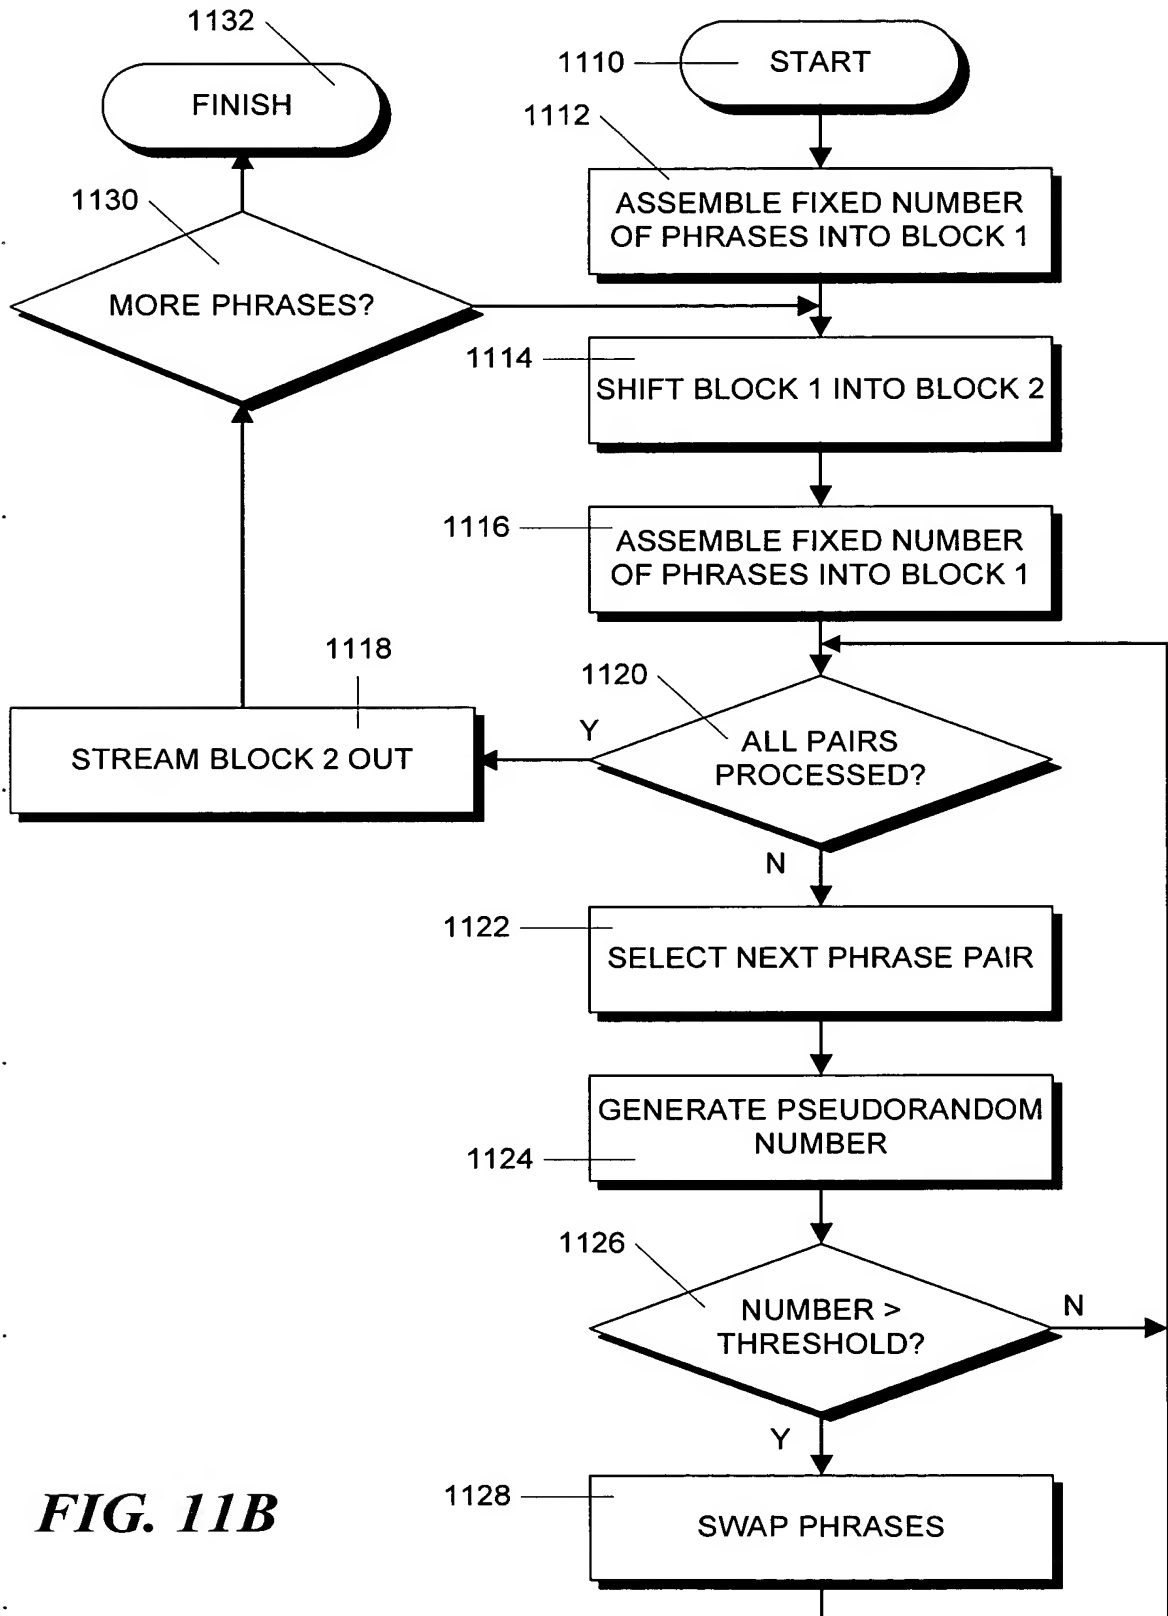 1132
FINISH
1110
START
1112
ASSEMBLE FIXED NUMBER
OF PHRASES INTO BLOCK 1
1130
MORE PHRASES?
1114
SHIFT BLOCK 1 INTO BLOCK 2
1116
ASSEMBLE FIXED NUMBER
OF PHRASES INTO BLOCK 1
1118
STREAM BLOCK 2 OUT
1120
Y
ALL PAIRS
PROCESSED?
N
1122
SELECT NEXT PHRASE PAIR
GENERATE PSEUDORANDOM
NUMBER
1124
1126
NUMBER >
THRESHOLD?
N
Y
1128
SWAP PHRASES
FIG. 11B